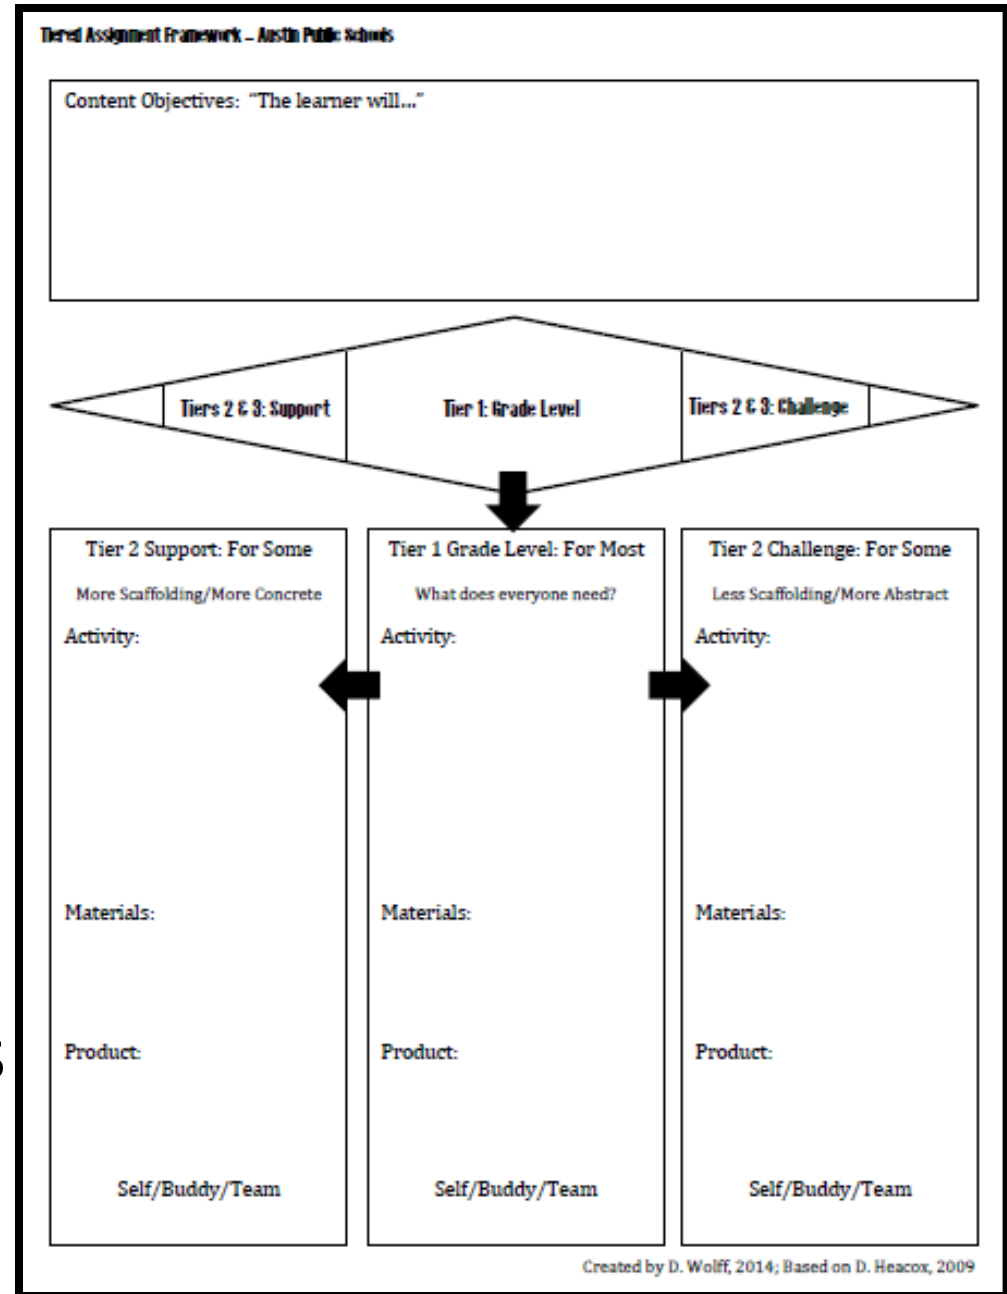 Tiered Assignment Framework – Austin Public Schools
Content Objectives: "The learner will..."
Tiers 2 & 3: Support
Tier 1: Grade Level
Tiers 2 & 3: Challenge
Tier 2 Support: For Some
More Scaffolding/More Concrete
Activity:
Materials:
Product:
Self/Buddy/Team
Tier 1 Grade Level: For Most
What does everyone need?
Activity:
Materials:
Product:
Self/Buddy/Team
Tier 2 Challenge: For Some
Less Scaffolding/More Abstract
Activity:
Materials:
Product:
Self/Buddy/Team
Created by D. Wolff, 2014; Based on D. Heacox, 2009